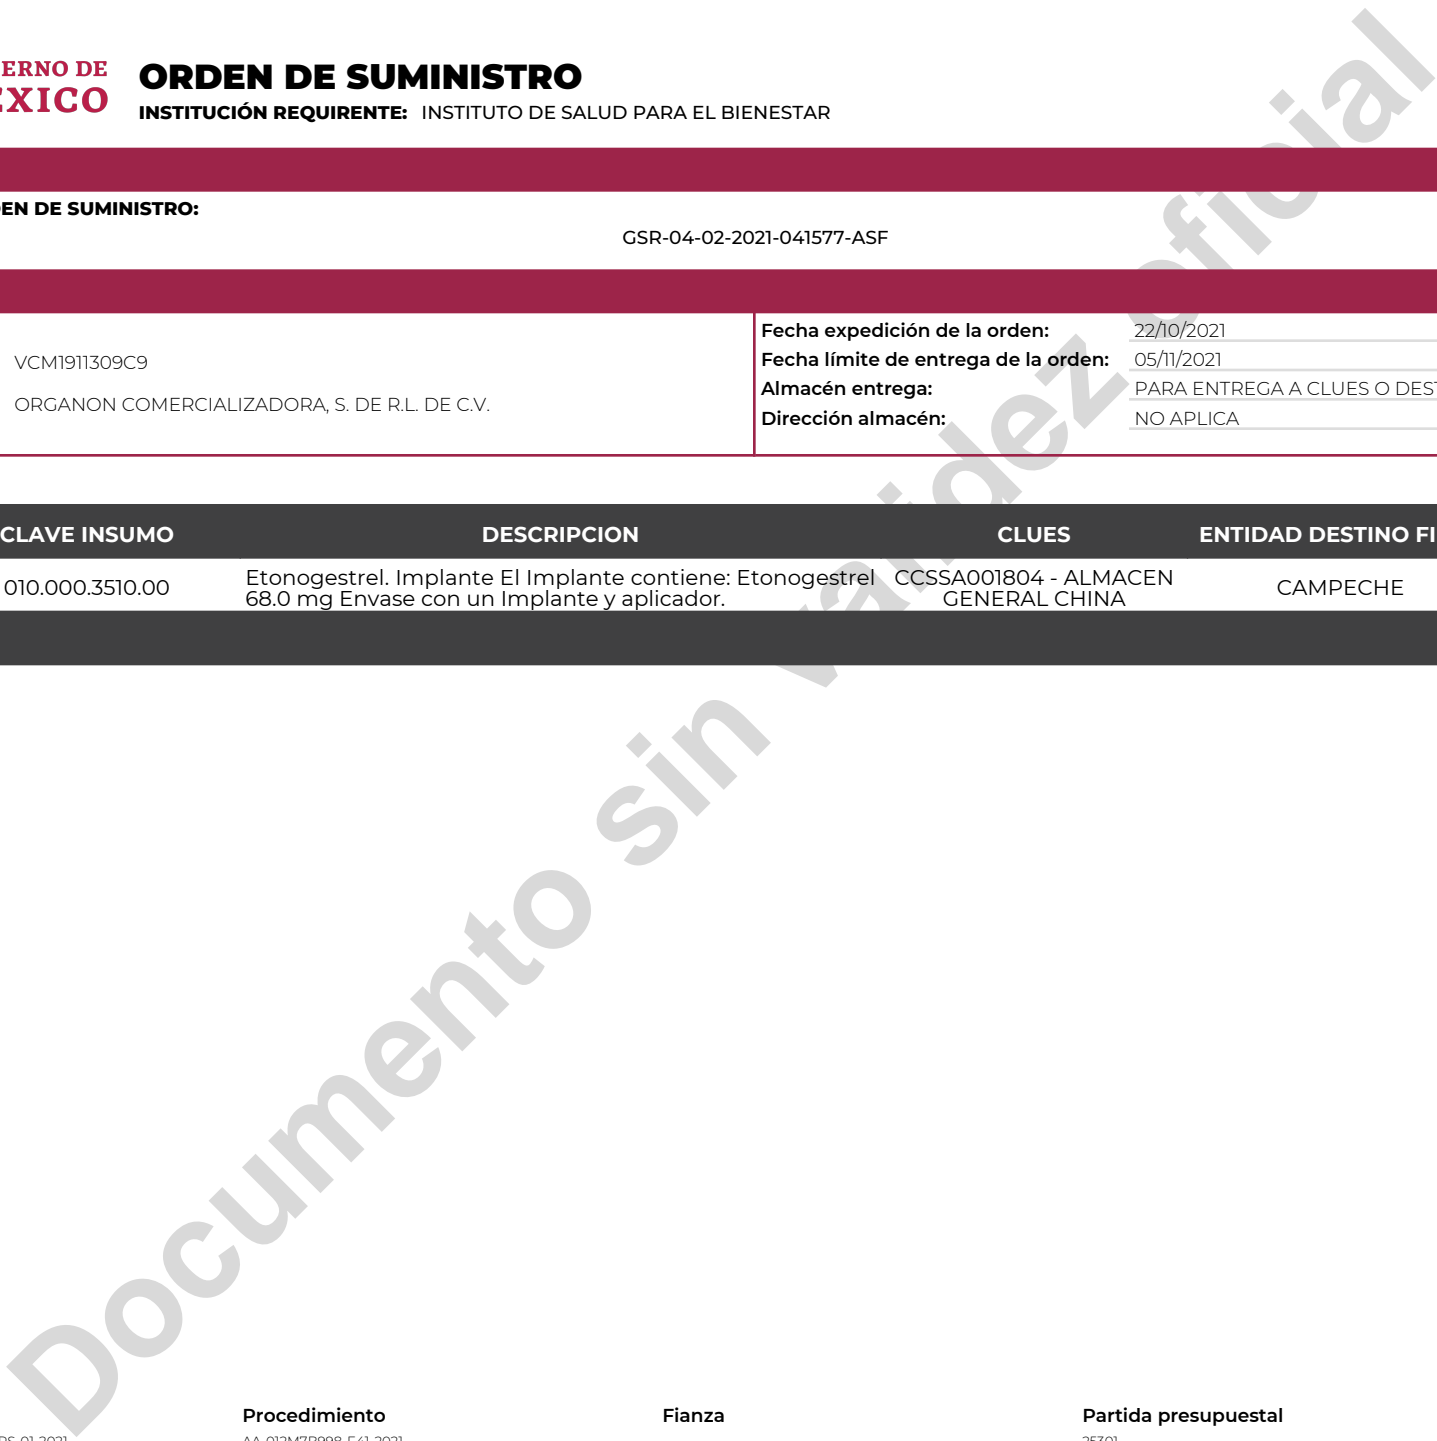 ERNO DE
XICO
ORDEN DE SUMINISTRO
INSTITUCIÓN REQUIRENTE: INSTITUTO DE SALUD PARA EL BIENESTAR
EN DE SUMINISTRO:
GSR-04-02-2021-041577-ASF
VCM1911309C9
ORGANON COMERCIALIZADORA, S. DE R.L. DE C.V.
Fecha expedición de la orden: 22/10/2021
Fecha límite de entrega de la orden: 05/11/2021
Almacén entrega: PARA ENTREGA A CLUES O DEST
Dirección almacén: NO APLICA
CLAVE INSUMO DESCRIPCION CLUES ENTIDAD DESTINO FI
010.000.3510.00 Etonogestrel. Implante El Implante contiene: Etonogestrel CCSSA001804 - ALMACEN CAMPECHE
68.0 mg Envase con un Implante y aplicador. GENERAL CHINA
Documento sin validez oficial
Procedimiento Fianza Partida presupuestal